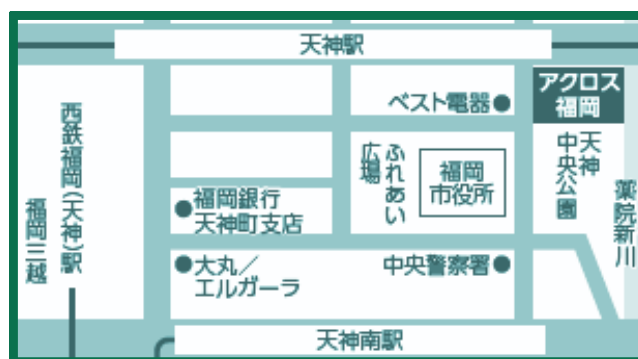 天神駅
アクロス
福岡
ベスト電器
西鉄福岡(天神)駅
福岡三越
ふれあい
広場
福岡
市役所
天神
中央公園
薬院新川
福岡銀行
天神町支店
大丸/
エルガーラ
中央警察署
天神南駅